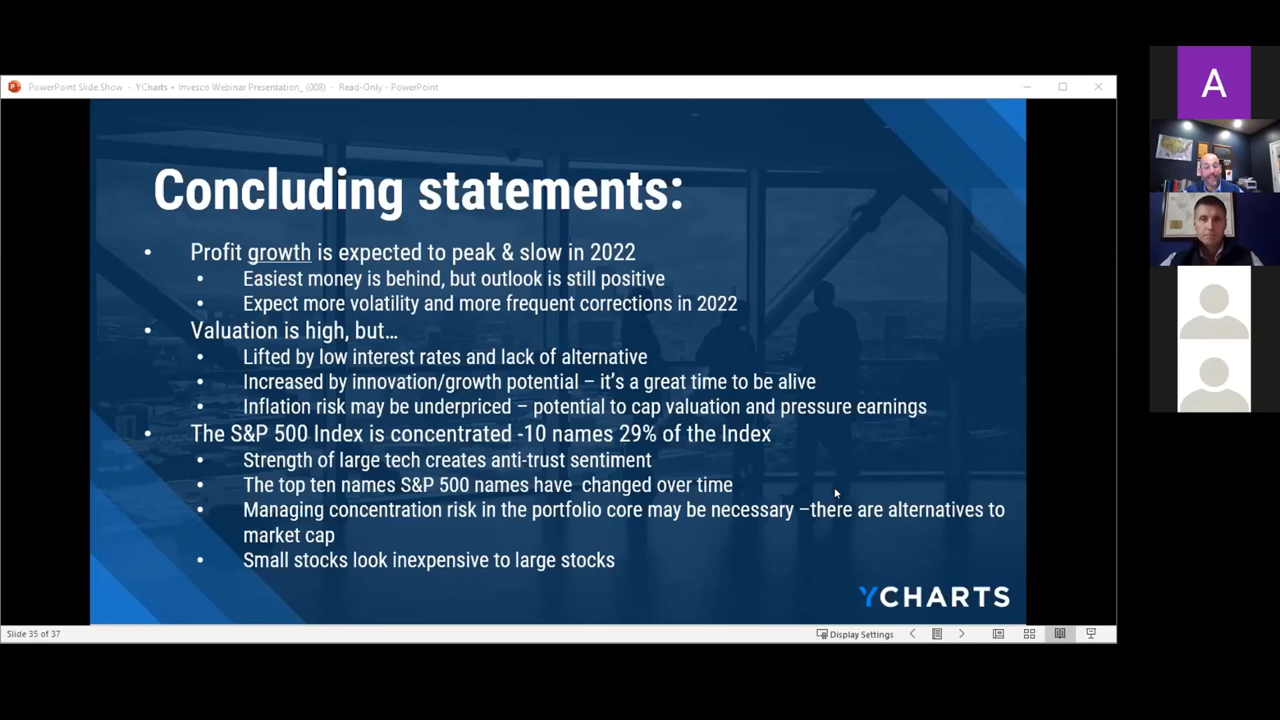 PowerPoint Slide Show - YCharts + Invesco Webinar Presentation_ (008) - Read-Only - PowerPoint
A
Concluding statements:
• Profit growth is expected to peak & slow in 2022
• Easiest money is behind, but outlook is still positive
• Expect more volatility and more frequent corrections in 2022
• Valuation is high, but...
• Lifted by low interest rates and lack of alternative
• Increased by innovation/growth potential – it's a great time to be alive
• Inflation risk may be underpriced – potential to cap valuation and pressure earnings
• The S&P 500 Index is concentrated -10 names 29% of the Index
• Strength of large tech creates anti-trust sentiment
• The top ten names S&P 500 names have  changed over time
• Managing concentration risk in the portfolio core may be necessary –there are alternatives to
market cap
• Small stocks look inexpensive to large stocks
YCHARTS
Slide 35 of 37
Display Settings